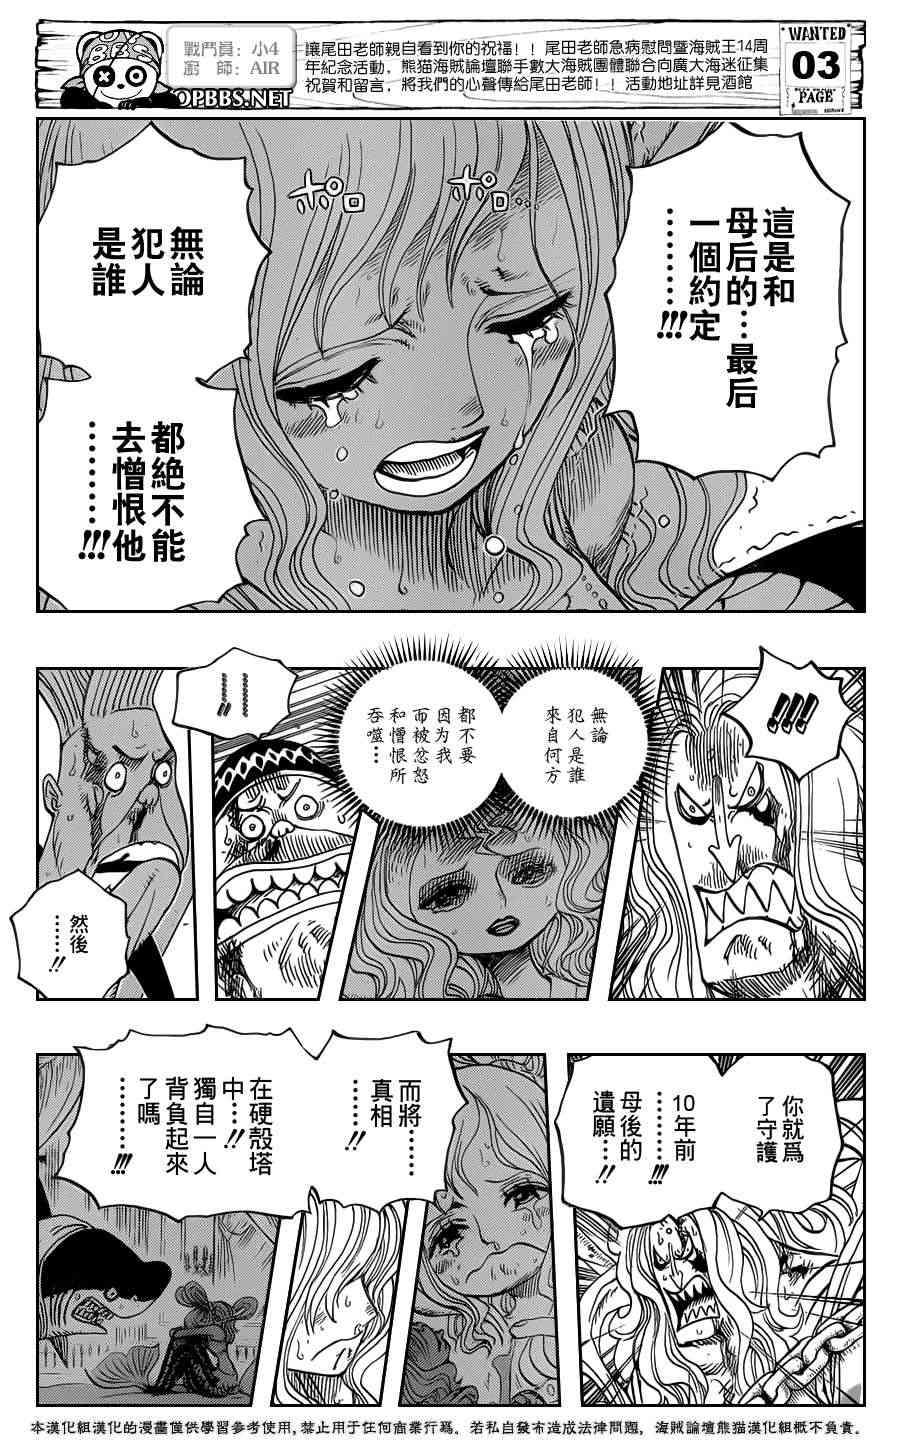 戰鬥員：小4
窮　師：AIR
OPBBS.NET
讓尾田老師親自看到你的祝福！！尾田老師急病慰問暨海賊王14周
年紀念活動，熊猫海賊論壇聯手數大海賊團體聯合向廣大海迷征集
祝賀和留言，將我們的心聲傳給尾田老師！！活動地址詳見酒館
WANTED
03
PAGE
這是和
母后的…最后
一個約定
………!!!
ポロ
ポロ
無論
犯人
是誰
都絕不能
去憎恨他
………!!!
!!!
無論
犯人是誰
來自何方
都不要
因为我
而被忿怒
和憎恨所
吞噬…
……!!
然後
……!!
你就爲
了守護
10年前
………!!!
母後的
遺願…!!
而將……
真相
……!!
在硬殼塔
中…!!
獨自一人
背負起來
了嗎
……!!!
本漢化組漢化的漫畫僅供學習參考使用，禁止用于任何商業行爲。若私自發布造成法律問題，海賊論壇熊猫漢化組概不負責。